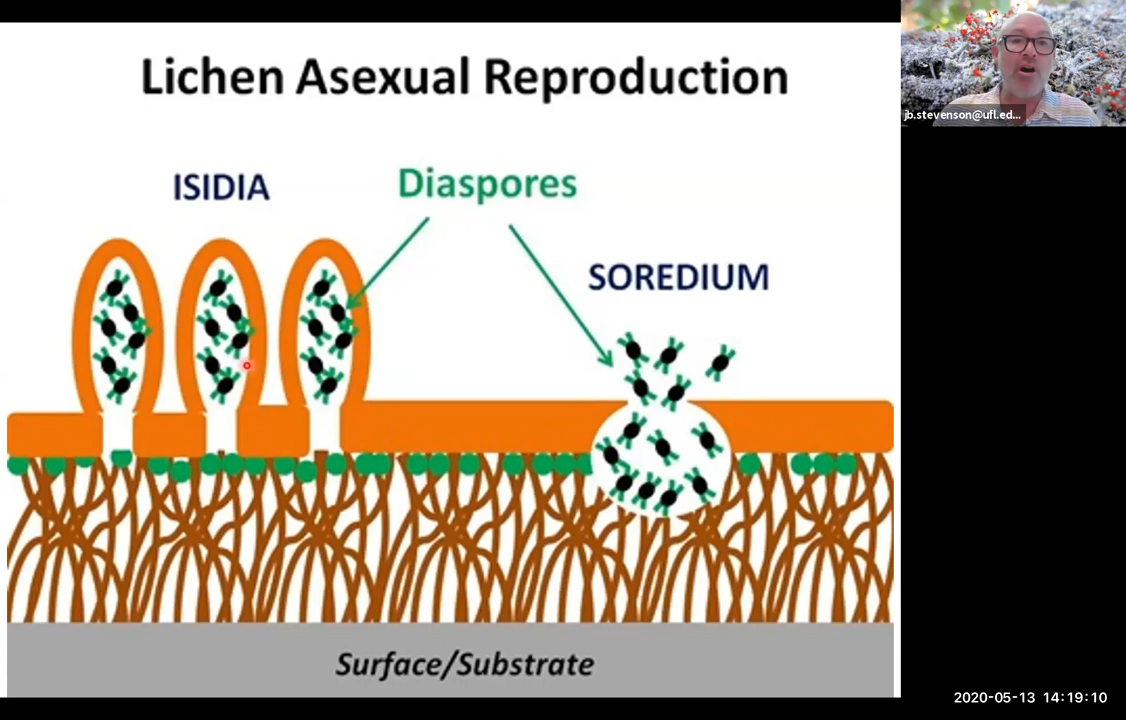 Lichen Asexual Reproduction
jb.stevenson@ufl.ed...
ISIDIA
Diaspores
SOREDIUM
Surface/Substrate
2020-05-13 14:19:10